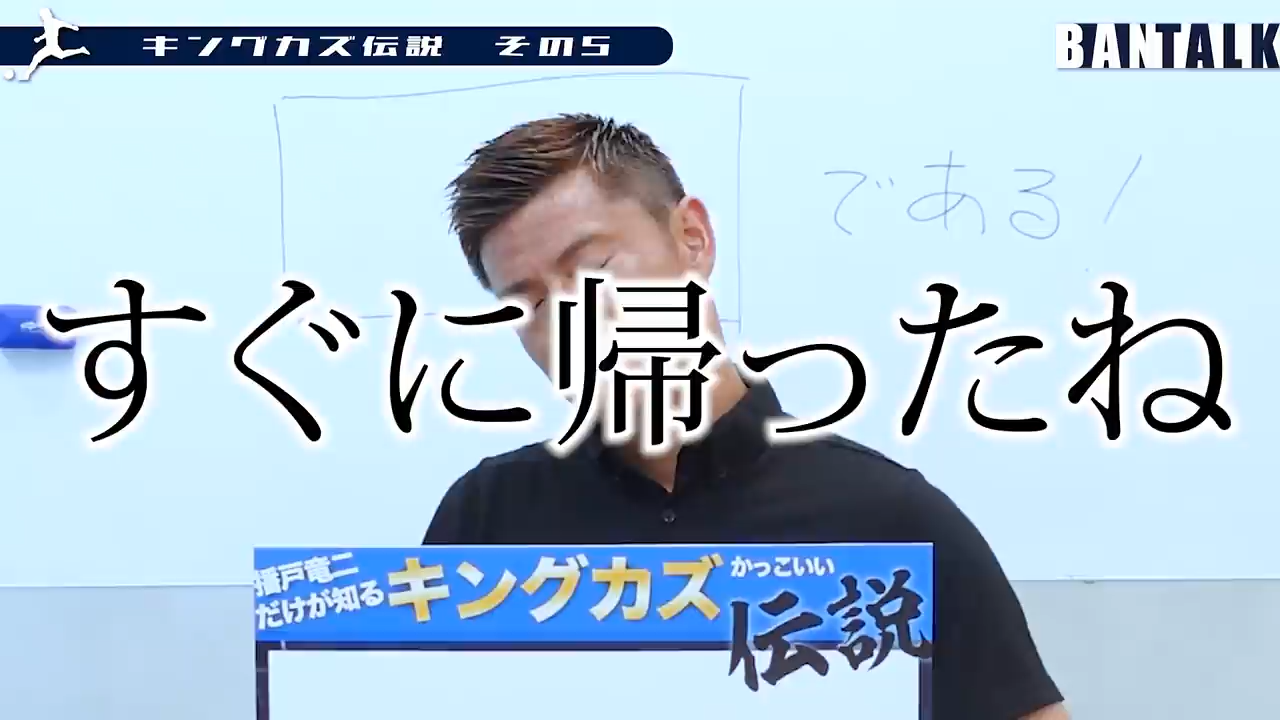 キングカズ伝説 その5
BANTALK
である!
すぐに帰ったね
播戸竜二
だけが知る
キングカズ
かっこいい
伝説